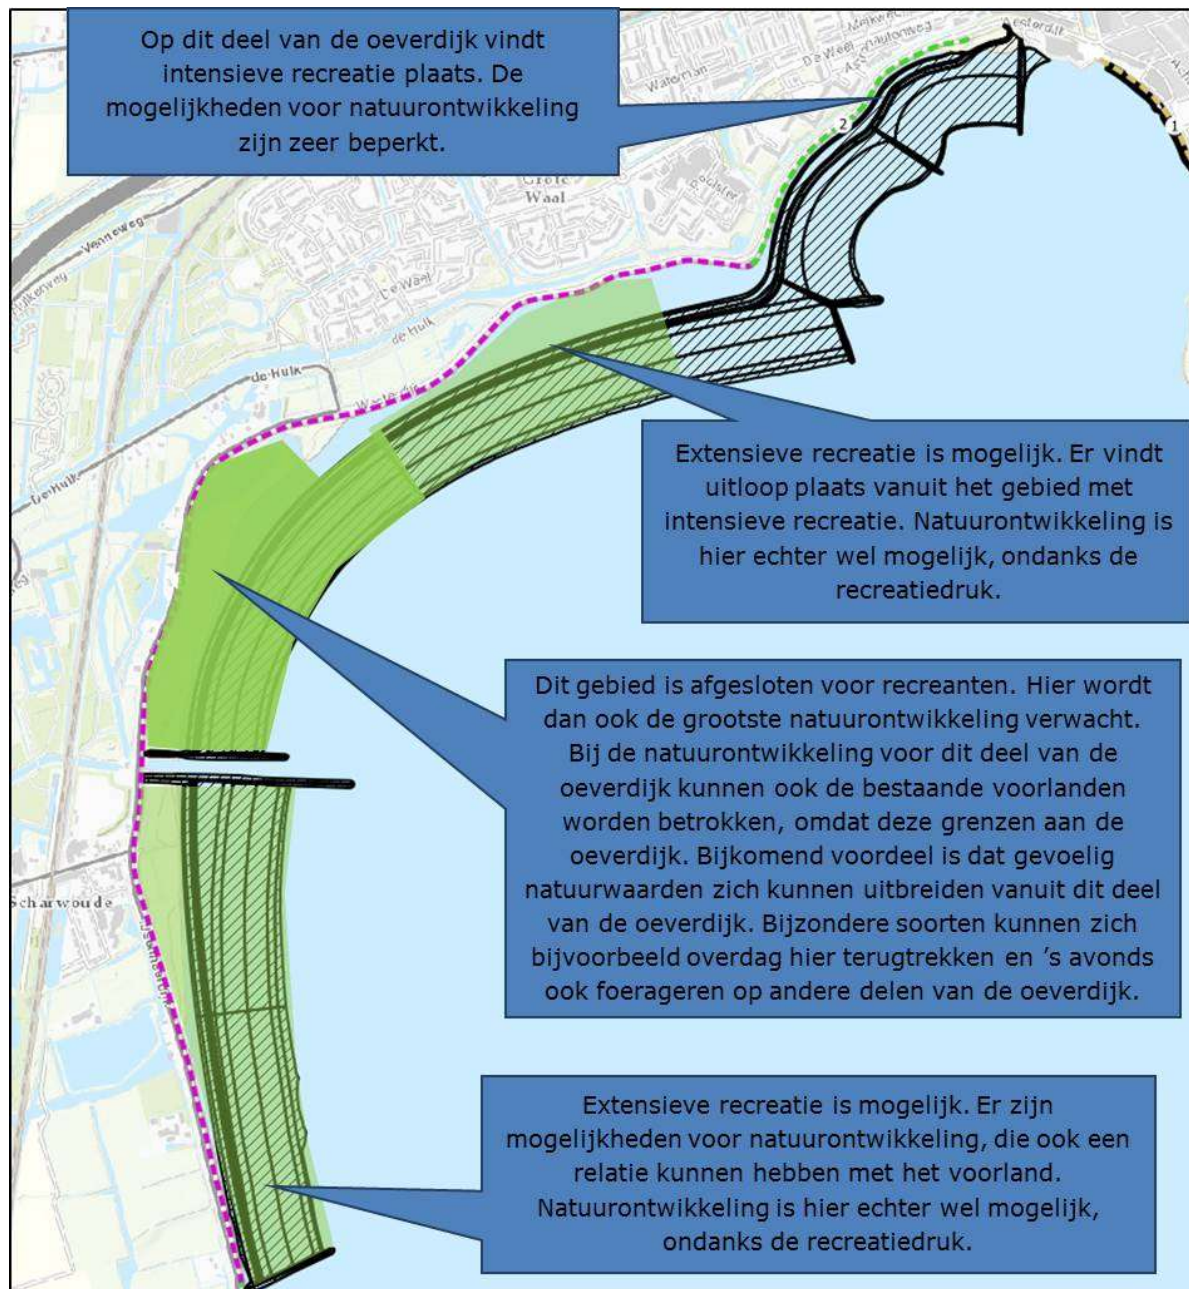 Op dit deel van de oeverdijk vindt
intensieve recreatie plaats. De
mogelijkheden voor natuurontwikkeling
zijn zeer beperkt.
De Weel
Waterman
2
1
Grote
Waal
Poolster
Venneweg
De Waal
de Hulk
de Hulk
De Hulk
Extensieve recreatie is mogelijk. Er vindt
uitloop plaats vanuit het gebied met
intensieve recreatie. Natuurontwikkeling is
hier echter wel mogelijk, ondanks de
recreatiedruk.
Dit gebied is afgesloten voor recreanten. Hier wordt
dan ook de grootste natuurontwikkeling verwacht.
Bij de natuurontwikkeling voor dit deel van de
oeverdijk kunnen ook de bestaande voorlanden
worden betrokken, omdat deze grenzen aan de
oeverdijk. Bijkomend voordeel is dat gevoelig
natuurwaarden zich kunnen uitbreiden vanuit dit deel
van de oeverdijk. Bijzondere soorten kunnen zich
bijvoorbeeld overdag hier terugtrekken en ’s avonds
ook foerageren op andere delen van de oeverdijk.
Scharwoude
Extensieve recreatie is mogelijk. Er zijn
mogelijkheden voor natuurontwikkeling, die ook een
relatie kunnen hebben met het voorland.
Natuurontwikkeling is hier echter wel mogelijk,
ondanks de recreatiedruk.